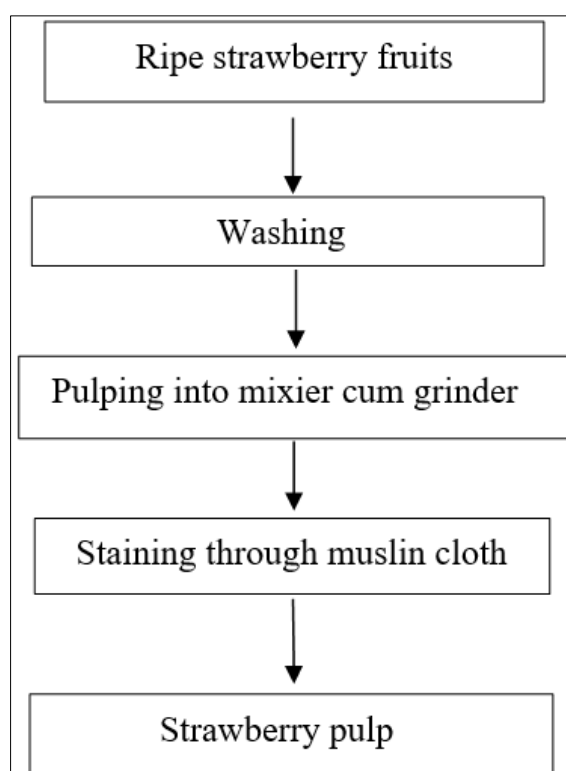 Ripe strawberry fruits
Washing
Pulping into mixier cum grinder
Staining through muslin cloth
Strawberry pulp